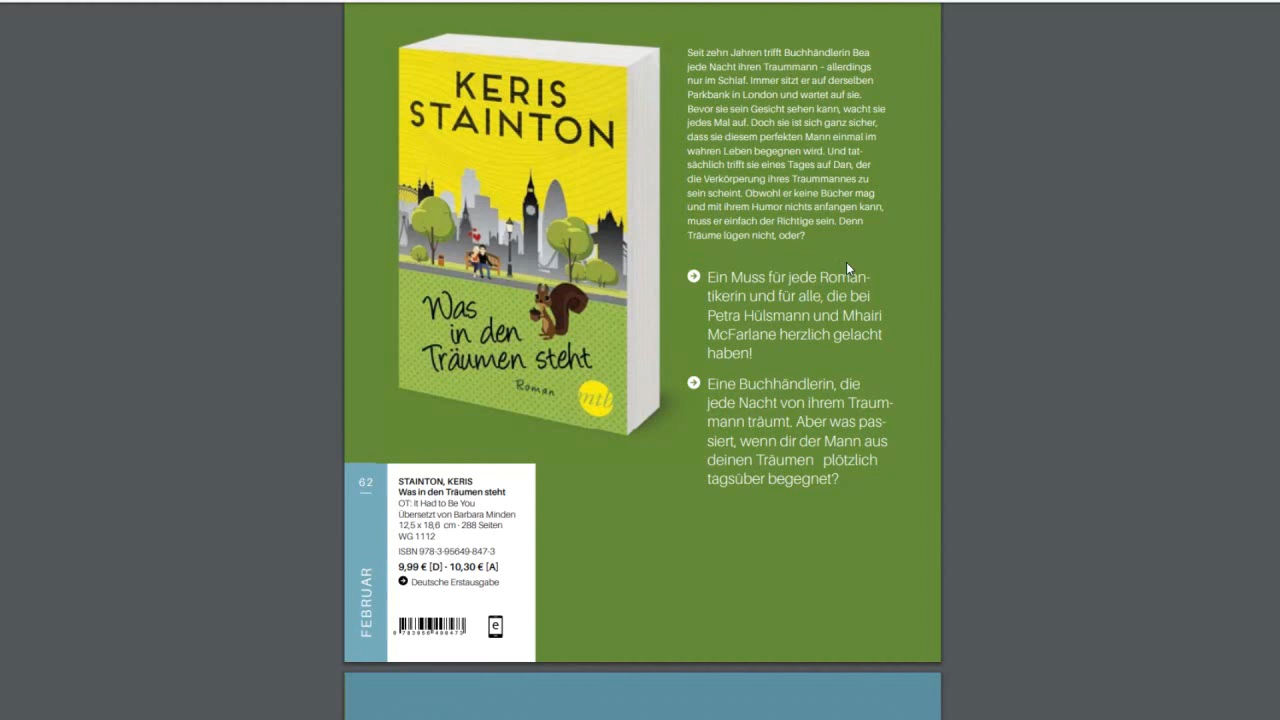 KERIS
STAINTON
Was
in den
Träumen steht
Roman
mtb
Seit zehn Jahren trifft Buchhändlerin Bea
jede Nacht ihren Traummann – allerdings
nur im Schlaf. Immer sitzt er auf derselben
Parkbank in London und wartet auf sie.
Bevor sie sein Gesicht sehen kann, wacht sie
jedes Mal auf. Doch sie ist sich ganz sicher,
dass sie diesem perfekten Mann einmal im
wahren Leben begegnen wird. Und tat-
sächlich trifft sie eines Tages auf Dan, der
die Verkörperung ihres Traummannes zu
sein scheint. Obwohl er keine Bücher mag
und mit ihrem Humor nichts anfangen kann,
muss er einfach der Richtige sein. Denn
Träume lügen nicht, oder?
Ein Muss für jede Roman-
tikerin und für alle, die bei
Petra Hülsmann und Mhairi
McFarlane herzlich gelacht
haben!
Eine Buchhändlerin, die
jede Nacht von ihrem Traum-
mann träumt. Aber was pas-
siert, wenn dir der Mann aus
deinen Träumen plötzlich
tagsüber begegnet?
62
FEBRUAR
STAINTON, KERIS
Was in den Träumen steht
OT: It Had to Be You
Übersetzt von Barbara Minden
12,5 x 18,6 cm · 288 Seiten
WG 1112
ISBN 978-3-95649-847-3
9,99 € [D] · 10,30 € [A]
Deutsche Erstausgabe
9 783956 498473
e